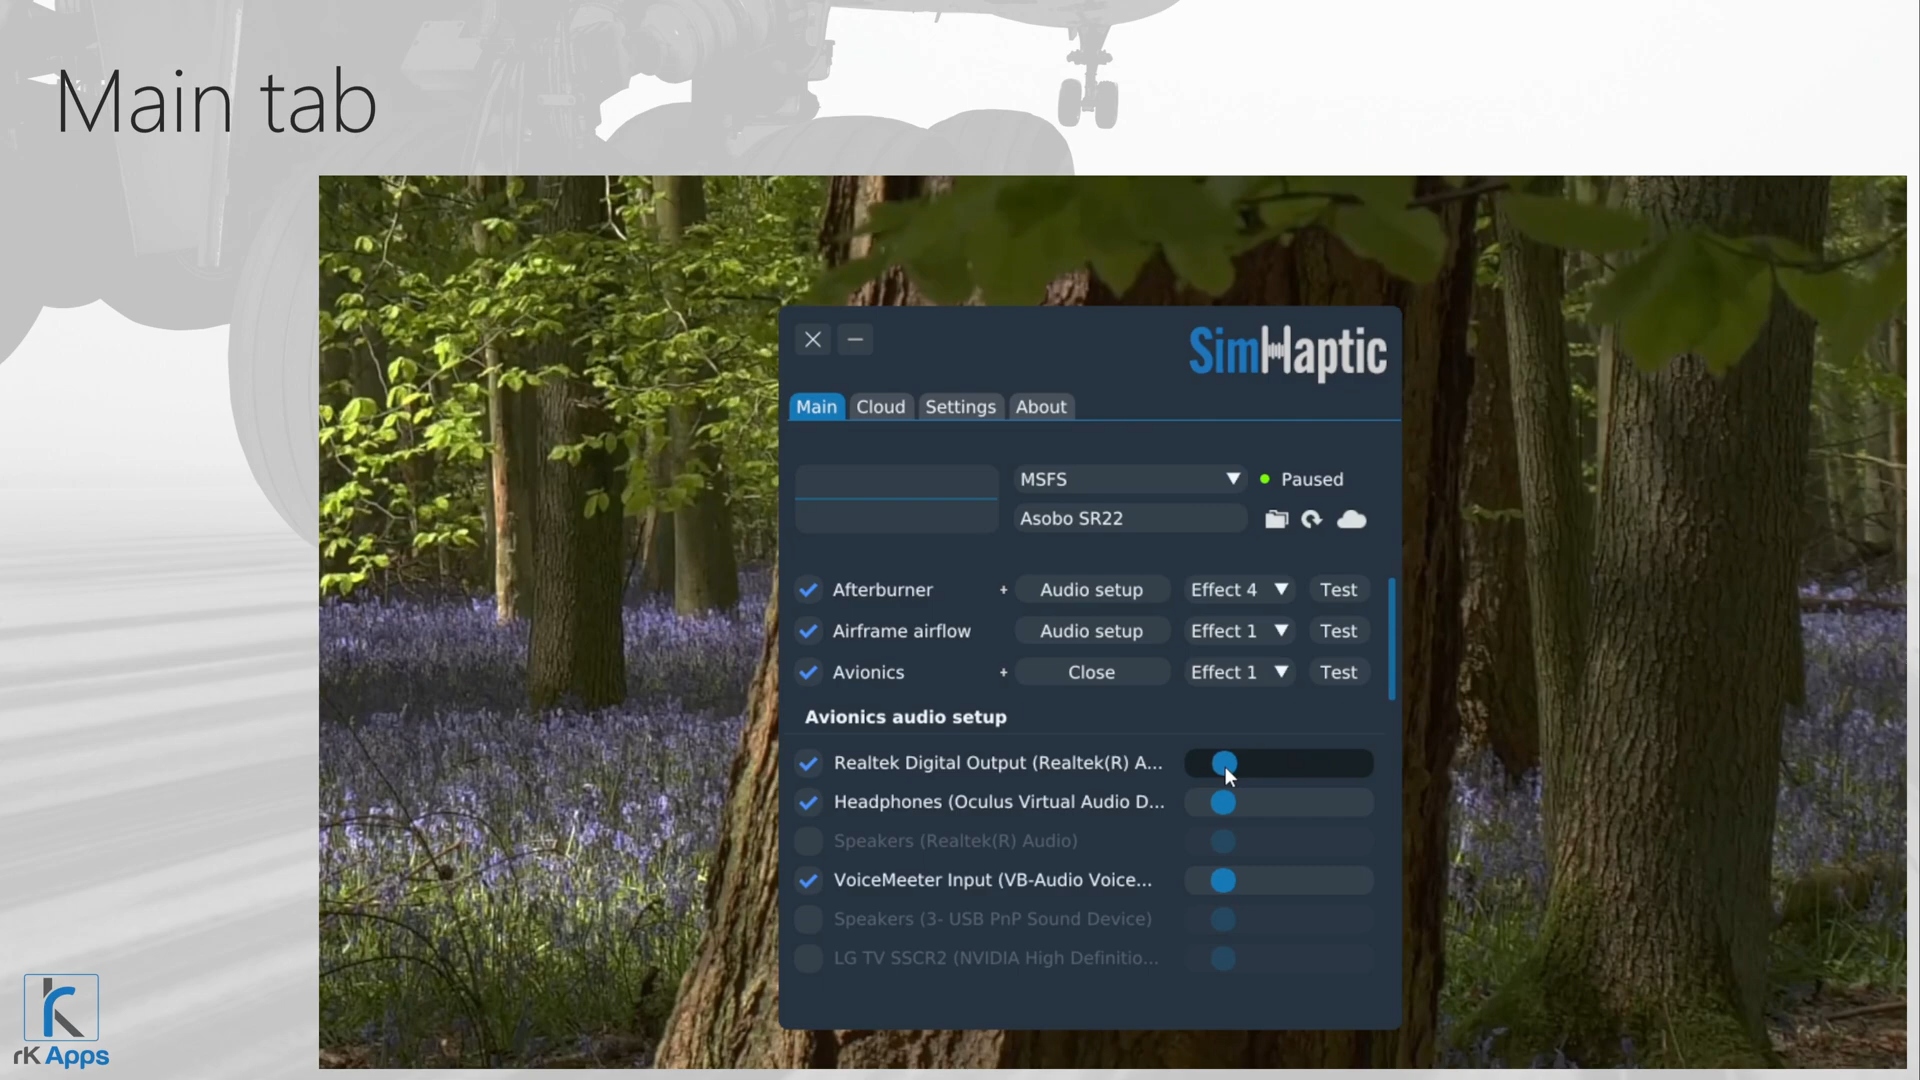 Main tab
SimHaptic
Main Cloud Settings About
MSFS Paused
Asobo SR22
Afterburner + Audio setup Effect 4 Test
Airframe airflow Audio setup Effect 1 Test
Avionics + Close Effect 1 Test
Avionics audio setup
Realtek Digital Output (Realtek(R) A...
Headphones (Oculus Virtual Audio D...
Speakers (Realtek(R) Audio)
VoiceMeeter Input (VB-Audio Voice...
Speakers (3- USB PnP Sound Device)
LG TV SSCR2 (NVIDIA High Definitio...
rK Apps